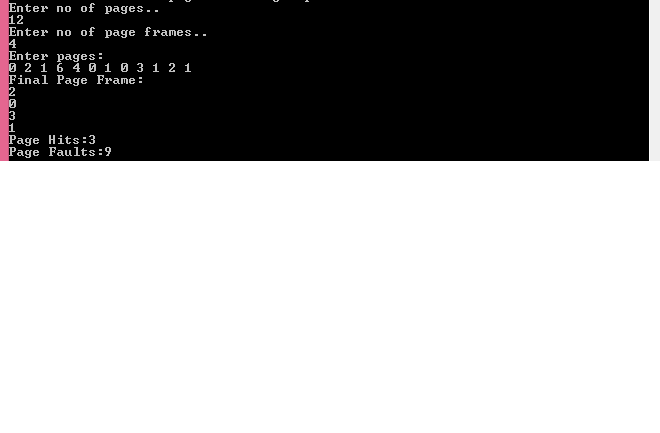 Enter no of pages..
12
Enter no of page frames..
4
Enter pages:
0 2 1 6 4 0 1 0 3 1 2 1
Final Page Frame:
2
0
3
1
Page Hits:3
Page Faults:9